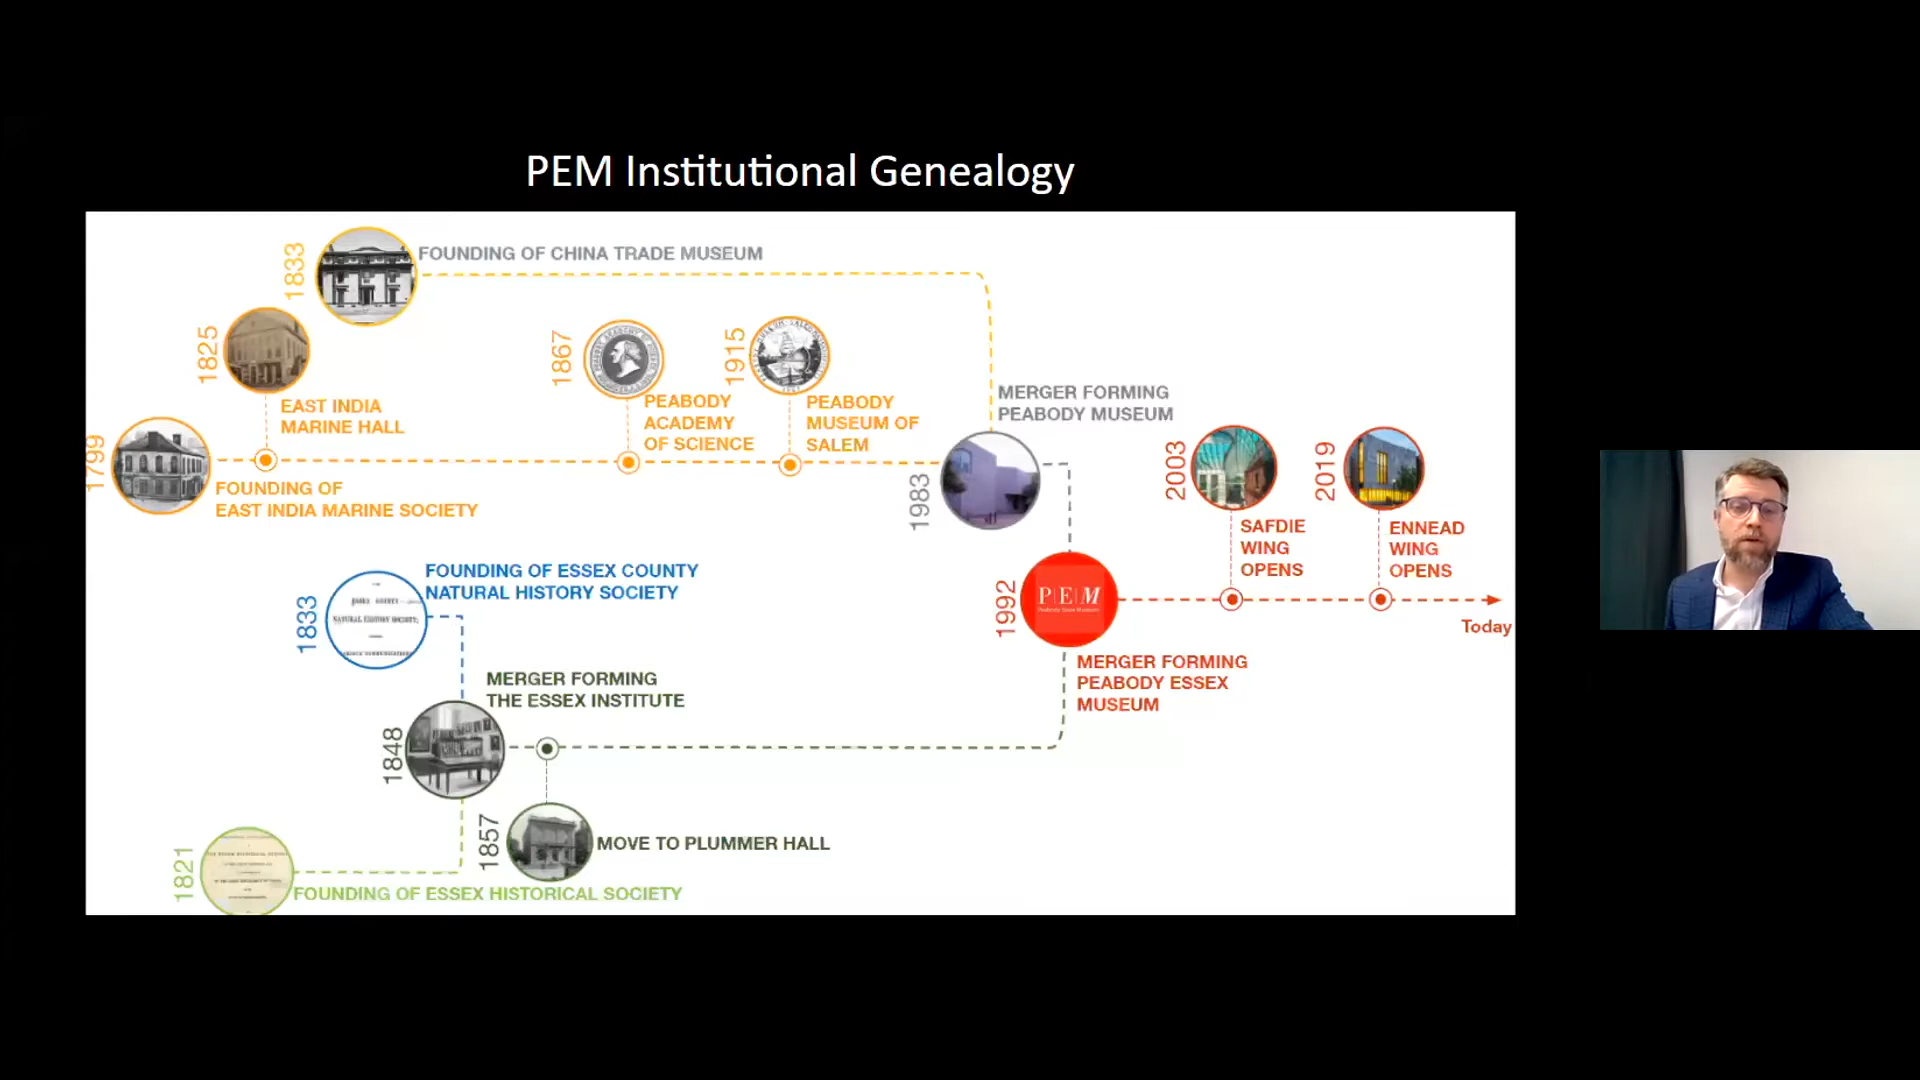 PEM Institutional Genealogy
1833
FOUNDING OF CHINA TRADE MUSEUM
1825
EAST INDIA
MARINE HALL
1867
PEABODY
ACADEMY
OF SCIENCE
1915
PEABODY
MUSEUM OF
SALEM
1799
FOUNDING OF
EAST INDIA MARINE SOCIETY
MERGER FORMING
PEABODY MUSEUM
1983
2003
SAFDIE
WING
OPENS
2019
ENNEAD
WING
OPENS
1833
FOUNDING OF ESSEX COUNTY
NATURAL HISTORY SOCIETY
NATURAL HISTORY SOCIETY,
1992
P|E|M
Peabody Essex Museum
Today
MERGER FORMING
PEABODY ESSEX
MUSEUM
MERGER FORMING
THE ESSEX INSTITUTE
1848
1857
MOVE TO PLUMMER HALL
1821
FOUNDING OF ESSEX HISTORICAL SOCIETY